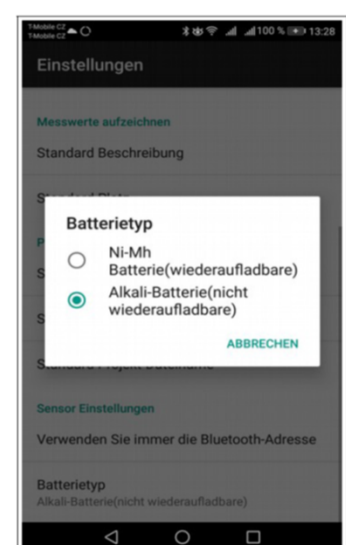 T-Mobile CZ
T-Mobile CZ
100 % 13:28
Einstellungen
Messwerte aufzeichnen
Standard Beschreibung
Batterietyp
Ni-Mh
Batterie(wiederaufladbare)
Alkali-Batterie(nicht
wiederaufladbare)
ABBRECHEN
Sensor Einstellungen
Verwenden Sie immer die Bluetooth-Adresse
Batterietyp
Alkali-Batterie(nicht wiederaufladbare)